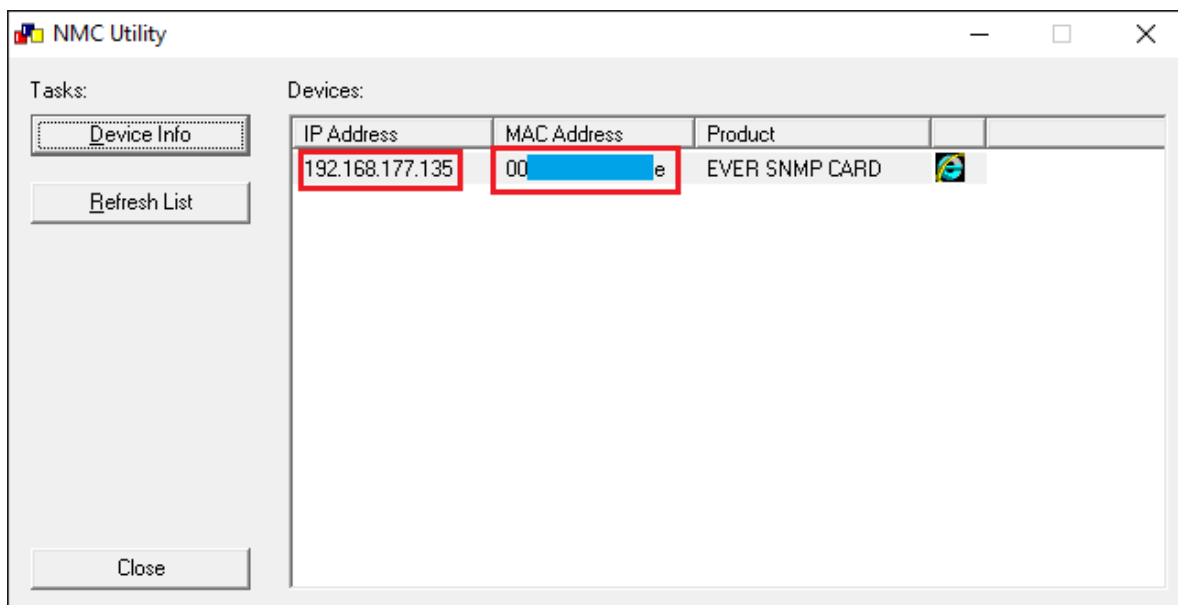 NMC Utility
Tasks:
Devices:
Device Info
IP Address MAC Address Product
192.168.177.135 00 e EVER SNMP CARD
Refresh List
Close